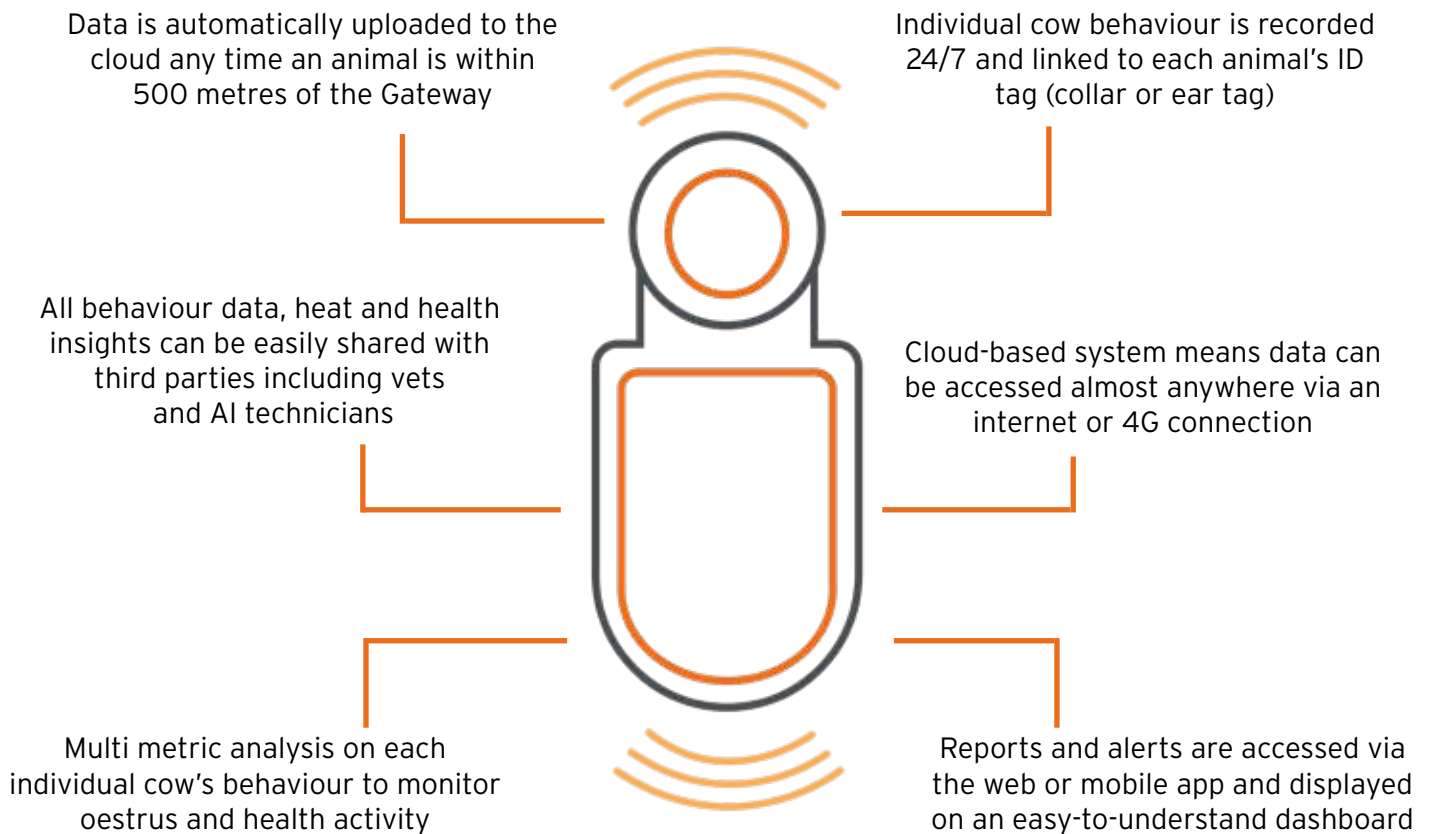 Data is automatically uploaded to the
cloud any time an animal is within
500 metres of the Gateway
Individual cow behaviour is recorded
24/7 and linked to each animal's ID
tag (collar or ear tag)
All behaviour data, heat and health
insights can be easily shared with
third parties including vets
and AI technicians
Cloud-based system means data can
be accessed almost anywhere via an
internet or 4G connection
Multi metric analysis on each
individual cow's behaviour to monitor
oestrus and health activity
Reports and alerts are accessed via
the web or mobile app and displayed
on an easy-to-understand dashboard